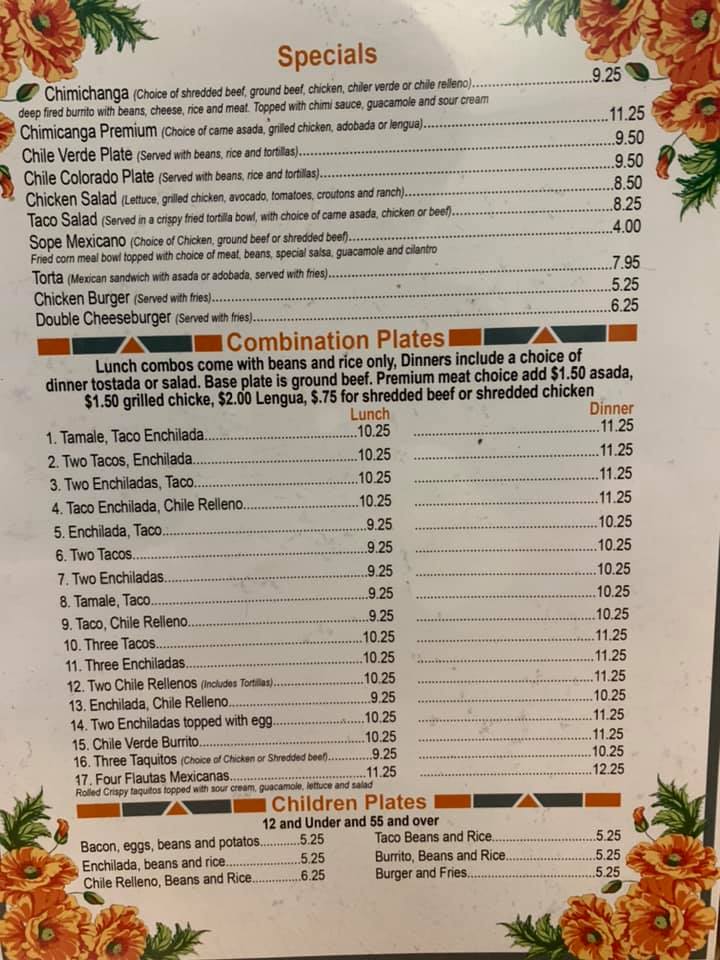 Specials
Chimichanga (Choice of shredded beef, ground beef, chicken, chiler verde or chile relleno)....9.25
deep fired burrito with beans, cheese, rice and meat. Topped with chimi sauce, guacamole and sour cream
Chimicanga Premium (Choice of carne asada, grilled chicken, adobada or lengua)....11.25
Chile Verde Plate (Served with beans, rice and tortillas)....9.50
Chile Colorado Plate (Served with beans, rice and tortillas)....9.50
Chicken Salad (Lettuce, grilled chicken, avocado, tomatoes, croutons and ranch)....8.50
Taco Salad (Served in a crispy fried tortilla bowl, with choice of carne asada, chicken or beef)....8.25
Sope Mexicano (Choice of Chicken, ground beef or shredded beef)....4.00
Fried corn meal bowl topped with choice of meat, beans, special salsa, guacamole and cilantro
Torta (Mexican sandwich with asada or adobada, served with fries)....7.95
Chicken Burger (Served with fries)....5.25
Double Cheeseburger (Served with fries)....6.25
Combination Plates
Lunch combos come with beans and rice only, Dinners include a choice of
dinner tostada or salad. Base plate is ground beef. Premium meat choice add $1.50 asada,
$1.50 grilled chicke, $2.00 Lengua, $.75 for shredded beef or shredded chicken
Lunch Dinner
1. Tamale, Taco Enchilada....10.25 ....11.25
2. Two Tacos, Enchilada....10.25 ....11.25
3. Two Enchiladas, Taco....10.25 ....11.25
4. Taco Enchilada, Chile Relleno....10.25 ....11.25
5. Enchilada, Taco....9.25 ....10.25
6. Two Tacos....9.25 ....10.25
7. Two Enchiladas....9.25 ....10.25
8. Tamale, Taco....9.25 ....10.25
9. Taco, Chile Relleno....9.25 ....10.25
10. Three Tacos....10.25 ....11.25
11. Three Enchiladas....10.25 ....11.25
12. Two Chile Rellenos (Includes Tortillas)....10.25 ....11.25
13. Enchilada, Chile Relleno....9.25 ....10.25
14. Two Enchiladas topped with egg....10.25 ....11.25
15. Chile Verde Burrito....10.25 ....11.25
16. Three Taquitos (Choice of Chicken or Shredded beef)....9.25 ....10.25
17. Four Flautas Mexicanas....11.25 ....12.25
Rolled Crispy taquitos topped with sour cream, guacamole, lettuce and salad
Children Plates
12 and Under and 55 and over
Bacon, eggs, beans and potatos....5.25
Enchilada, beans and rice....5.25
Chile Relleno, Beans and Rice....6.25
Taco Beans and Rice....5.25
Burrito, Beans and Rice....5.25
Burger and Fries....5.25